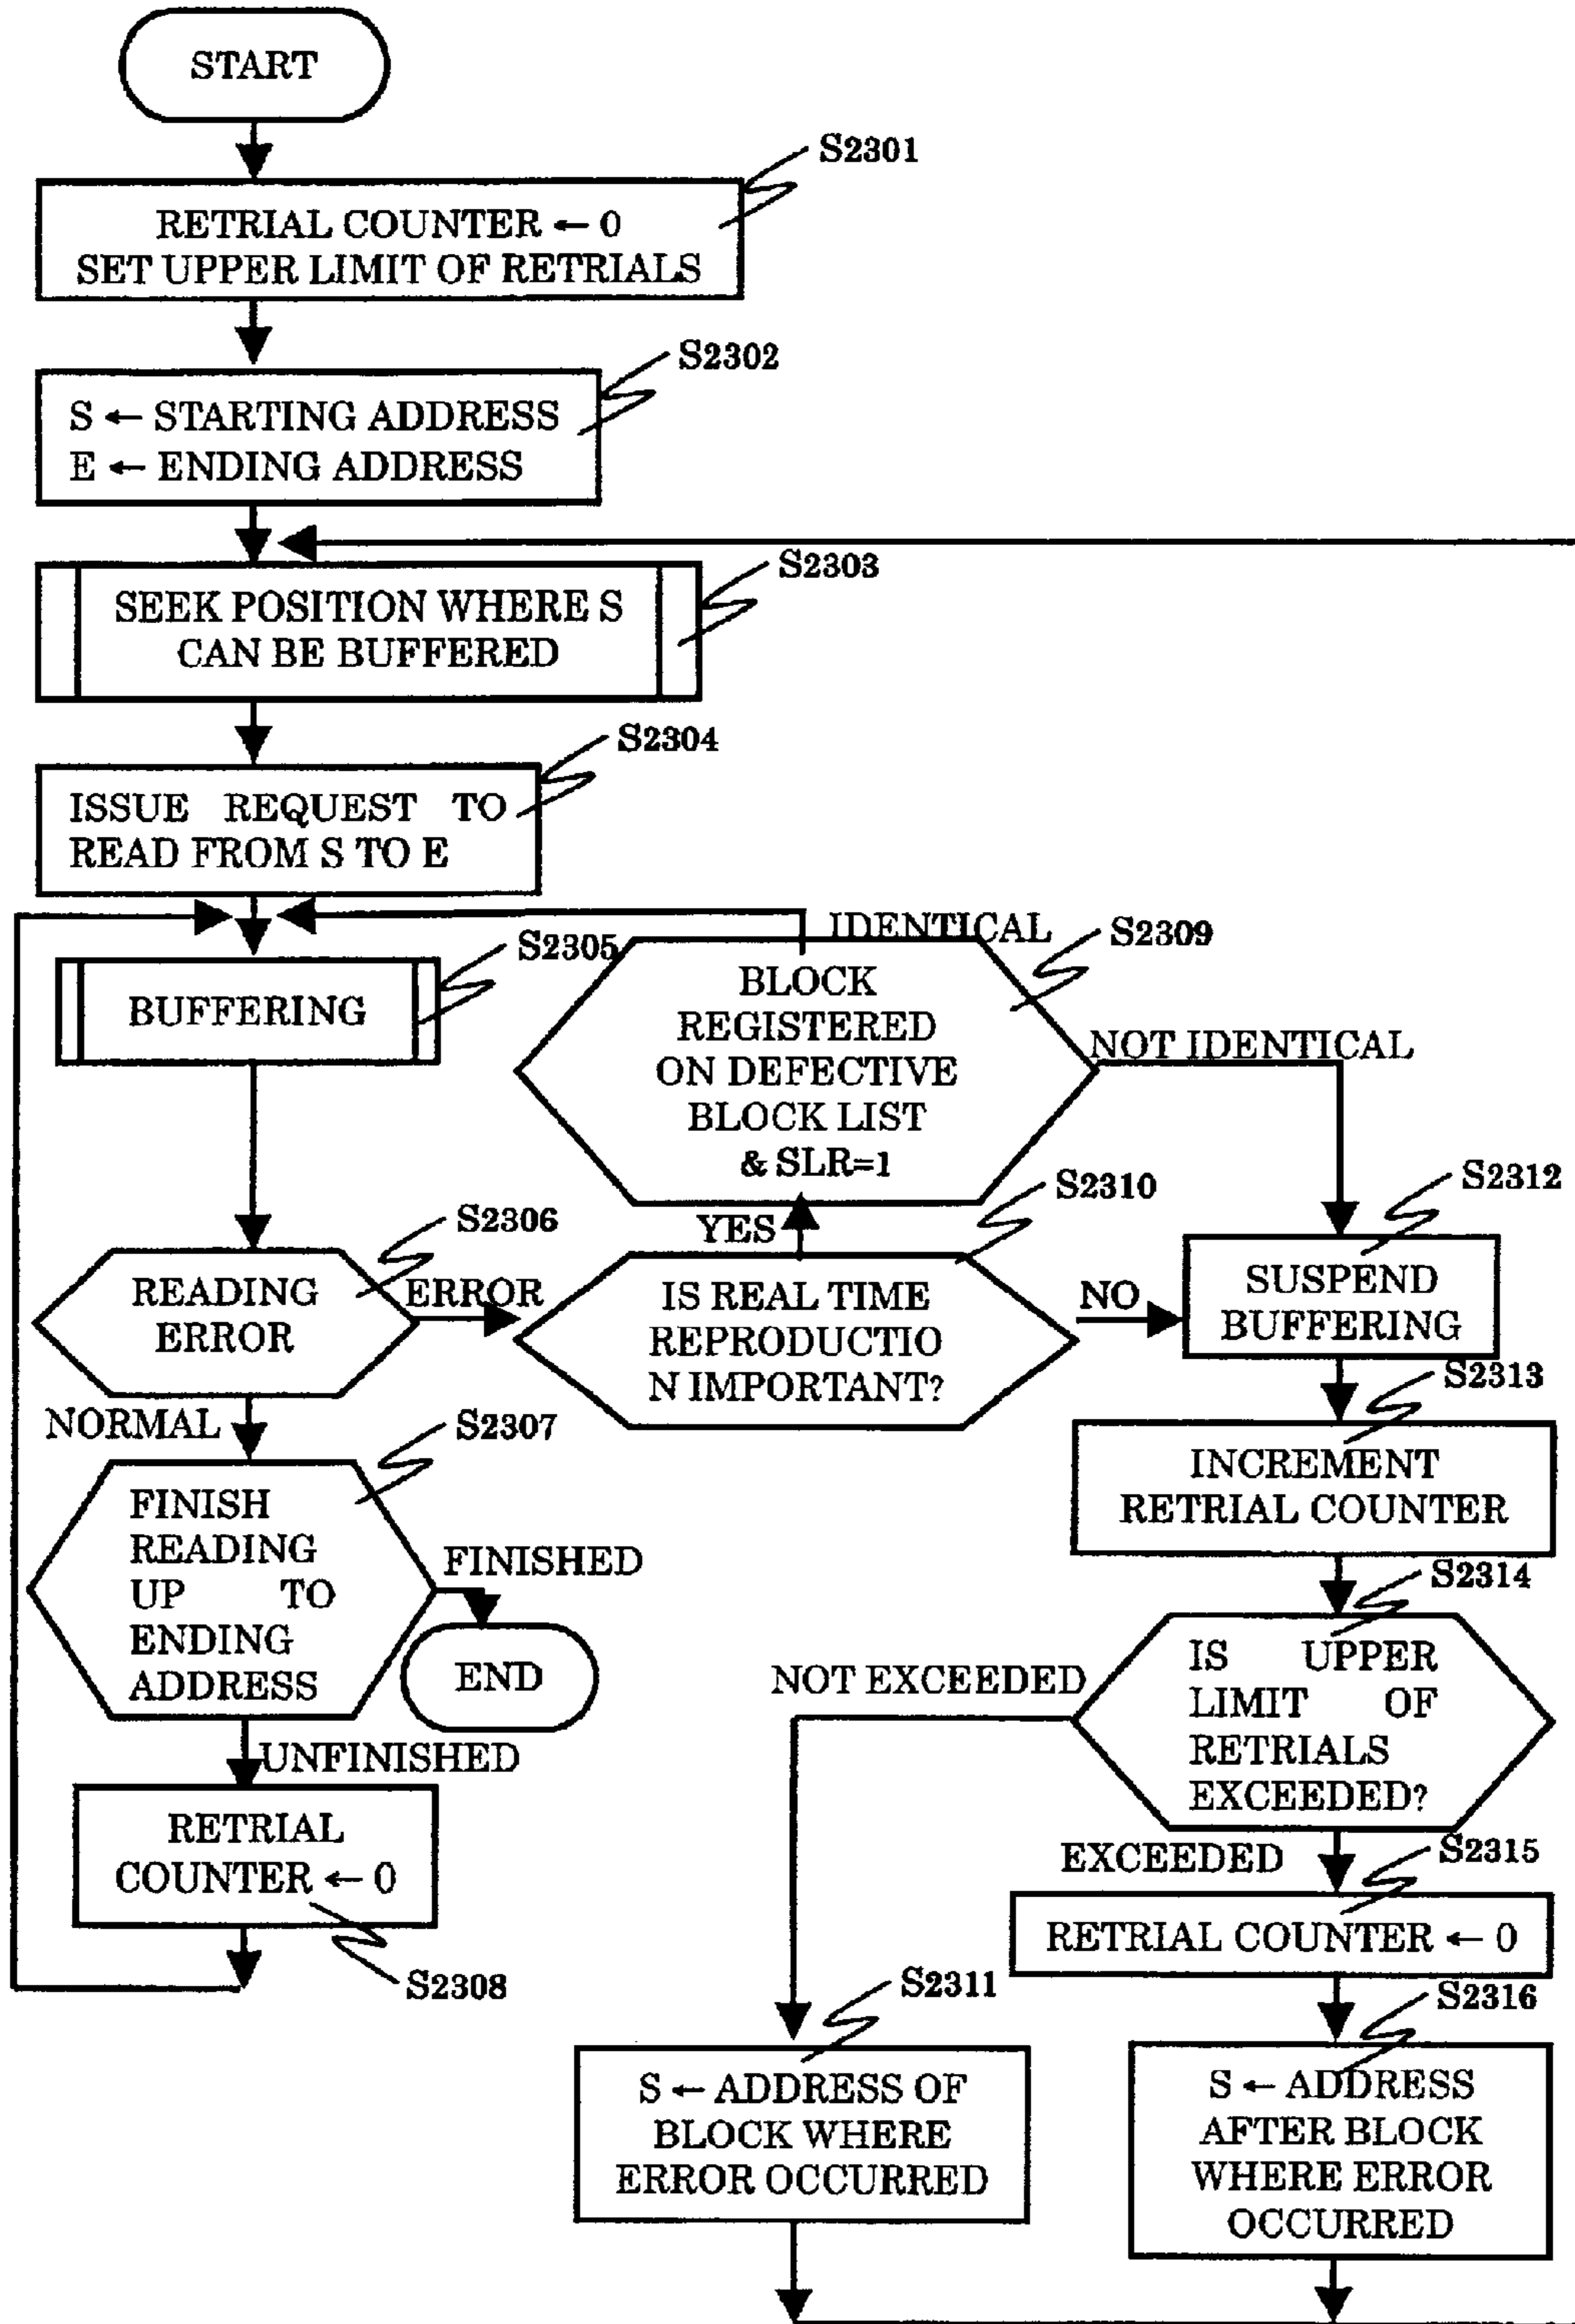 START
S2301
RETRIAL COUNTER ← 0
SET UPPER LIMIT OF RETRIALS
S2302
S ← STARTING ADDRESS
E ← ENDING ADDRESS
S2303
SEEK POSITION WHERE S
CAN BE BUFFERED
S2304
ISSUE REQUEST TO
READ FROM S TO E
S2305
BUFFERING
IDENTICAL
S2309
BLOCK
REGISTERED
ON DEFECTIVE
BLOCK LIST
& SLR=1
NOT IDENTICAL
S2306
READING
ERROR
ERROR
YES
S2310
IS REAL TIME
REPRODUCTIO
N IMPORTANT?
NO
S2312
SUSPEND
BUFFERING
NORMAL
S2307
FINISH
READING
UP TO
ENDING
ADDRESS
FINISHED
END
UNFINISHED
RETRIAL
COUNTER ← 0
S2308
S2313
INCREMENT
RETRIAL COUNTER
S2314
IS UPPER
LIMIT OF
RETRIALS
EXCEEDED?
NOT EXCEEDED
EXCEEDED
S2315
RETRIAL COUNTER ← 0
S2311
S ← ADDRESS OF
BLOCK WHERE
ERROR OCCURRED
S2316
S ← ADDRESS
AFTER BLOCK
WHERE ERROR
OCCURRED